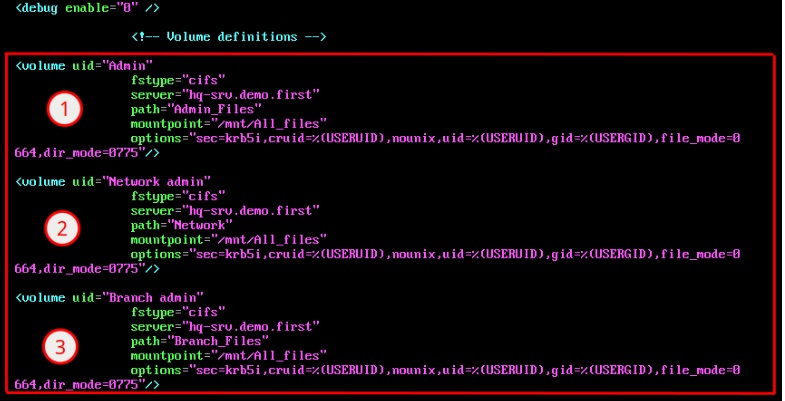 <debug enable="0" />
<!-- Volume definitions -->
<volume uid="Admin"
fstype="cifs"
1
server="hq-srv.demo.first"
path="Admin_Files"
mountpoint="/mnt/All_files"
options="sec=krb5i,cruid=%(USERUID),nounix,uid=%(USERUID),gid=%(USERGID),file_mode=0
664,dir_mode=0775"/>
<volume uid="Network admin"
fstype="cifs"
server="hq-srv.demo.first"
2
path="Network"
mountpoint="/mnt/All_files"
options="sec=krb5i,cruid=%(USERUID),nounix,uid=%(USERUID),gid=%(USERGID),file_mode=0
664,dir_mode=0775"/>
<volume uid="Branch admin"
fstype="cifs"
server="hq-srv.demo.first"
3
path="Branch_Files"
mountpoint="/mnt/All_files"
options="sec=krb5i,cruid=%(USERUID),nounix,uid=%(USERUID),gid=%(USERGID),file_mode=0
664,dir_mode=0775"/>